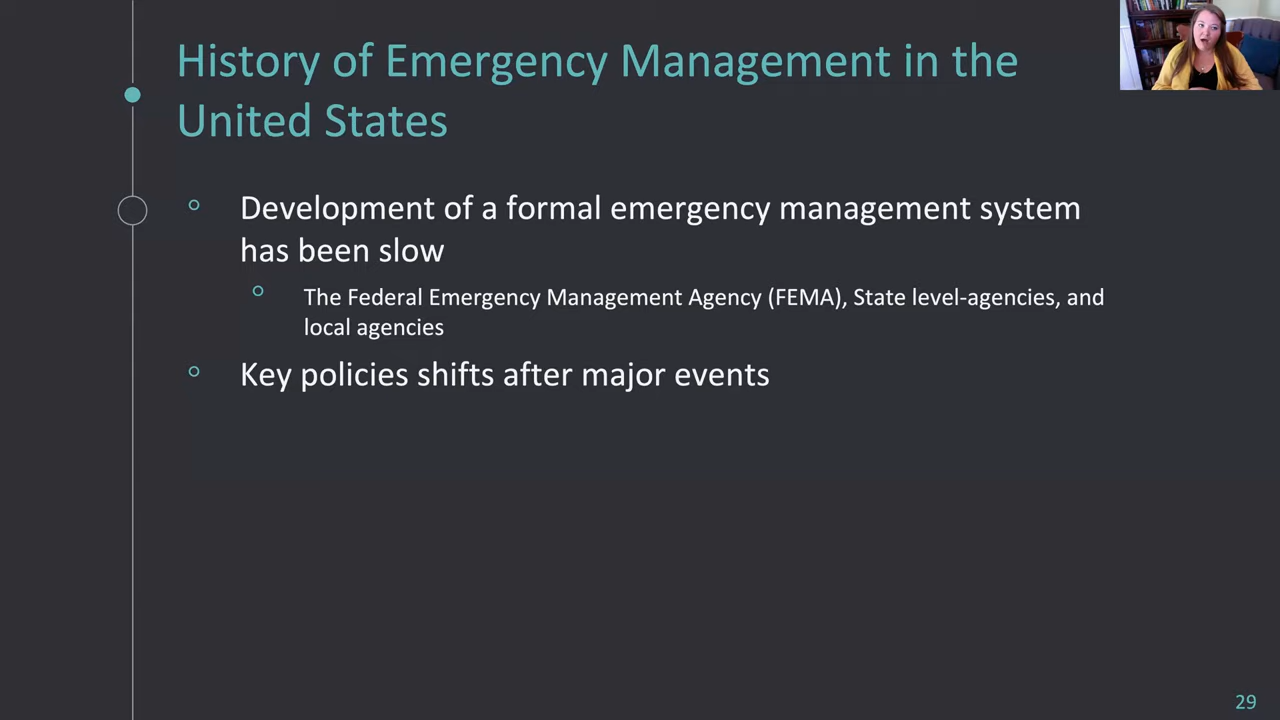 History of Emergency Management in the
United States
Development of a formal emergency management system
has been slow
The Federal Emergency Management Agency (FEMA), State level-agencies, and
local agencies
Key policies shifts after major events
29